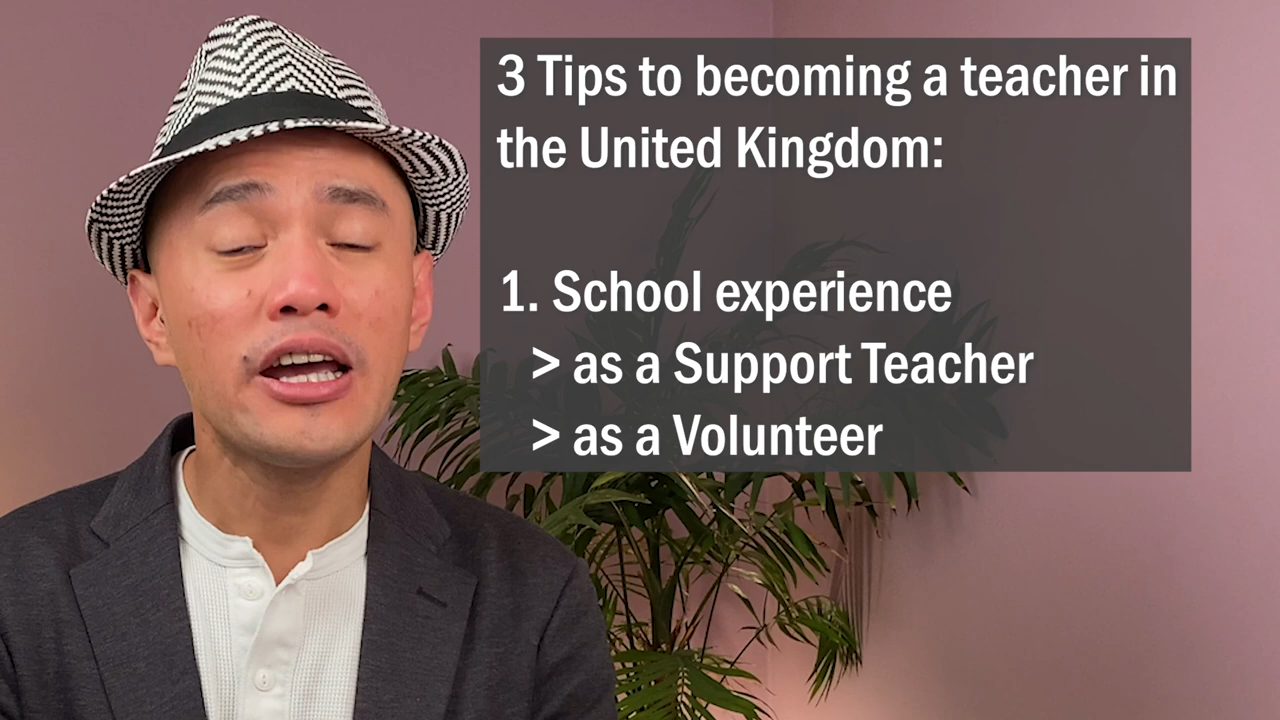 3 Tips to becoming a teacher in
the United Kingdom:
1. School experience
> as a Support Teacher
> as a Volunteer